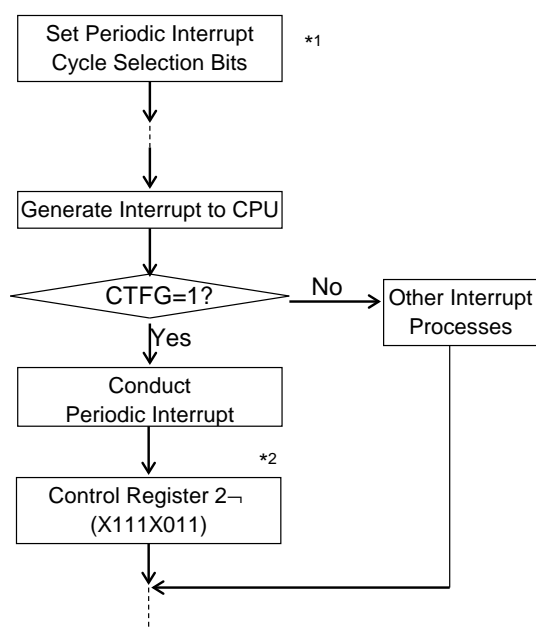 Set Periodic Interrupt
Cycle Selection Bits
*1
Generate Interrupt to CPU
CTFG=1?
No
Other Interrupt
Processes
Yes
Conduct
Periodic Interrupt
*2
Control Register 2¬
(X111X011)